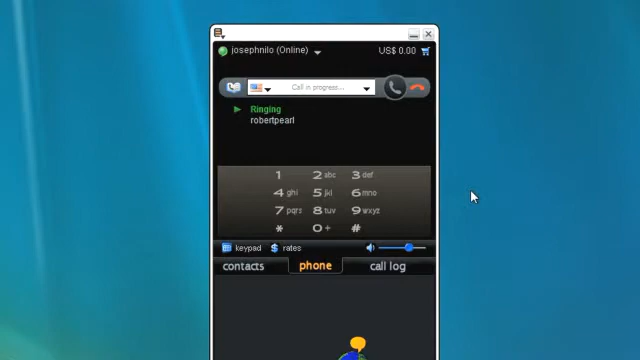 josephnilo (Online) US$ 0.00
Call in progress...
Ringing
robertpearl
1 2 abc 3 def
4 ghi 5 jkl 6 mno
7 pqrs 8 tuv 9 wxyz
* 0 + #
keypad $ rates
contacts phone call log